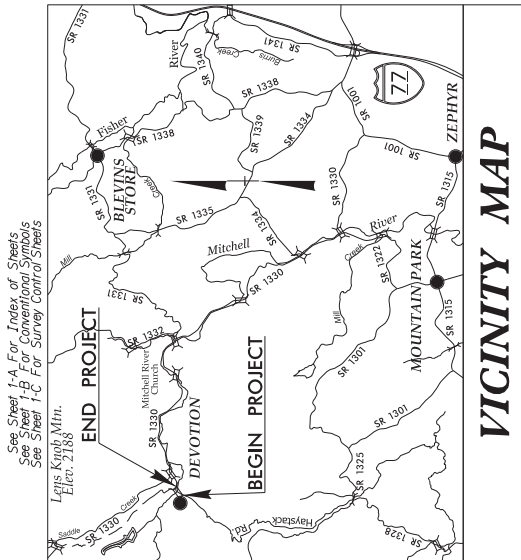 See Sheet 1-A For Index of Sheets
See Sheet 1-B For Conventional Symbols
See Sheet 1-C For Survey Control Sheets
Lens Knob Mtn.
Elev. 2188
END PROJECT
SR 1331
River
SR 1340
Burris
Creek
SR 1341
Fisher
SR 1338
SR 1338
BLEVINS
STORE
SR 1331
Creek
SR 1339
SR 1334
77
SR 1001
SR 1001
ZEPHYR
Mill
SR 1335
SR 1334
Mitchell
SR 1330
River
SR 1315
SR 1331
SR 1332
SR 1330
Creek
SR 1322
Mill
MOUNTAIN PARK
SR 1315
Mitchell River
Church
SR 1330
SR 1301
SR 1301
DEVOTION
BEGIN PROJECT
Saddle
Creek
SR 1330
Haystack
Rd.
SR 1325
SR 1328
VICINITY MAP